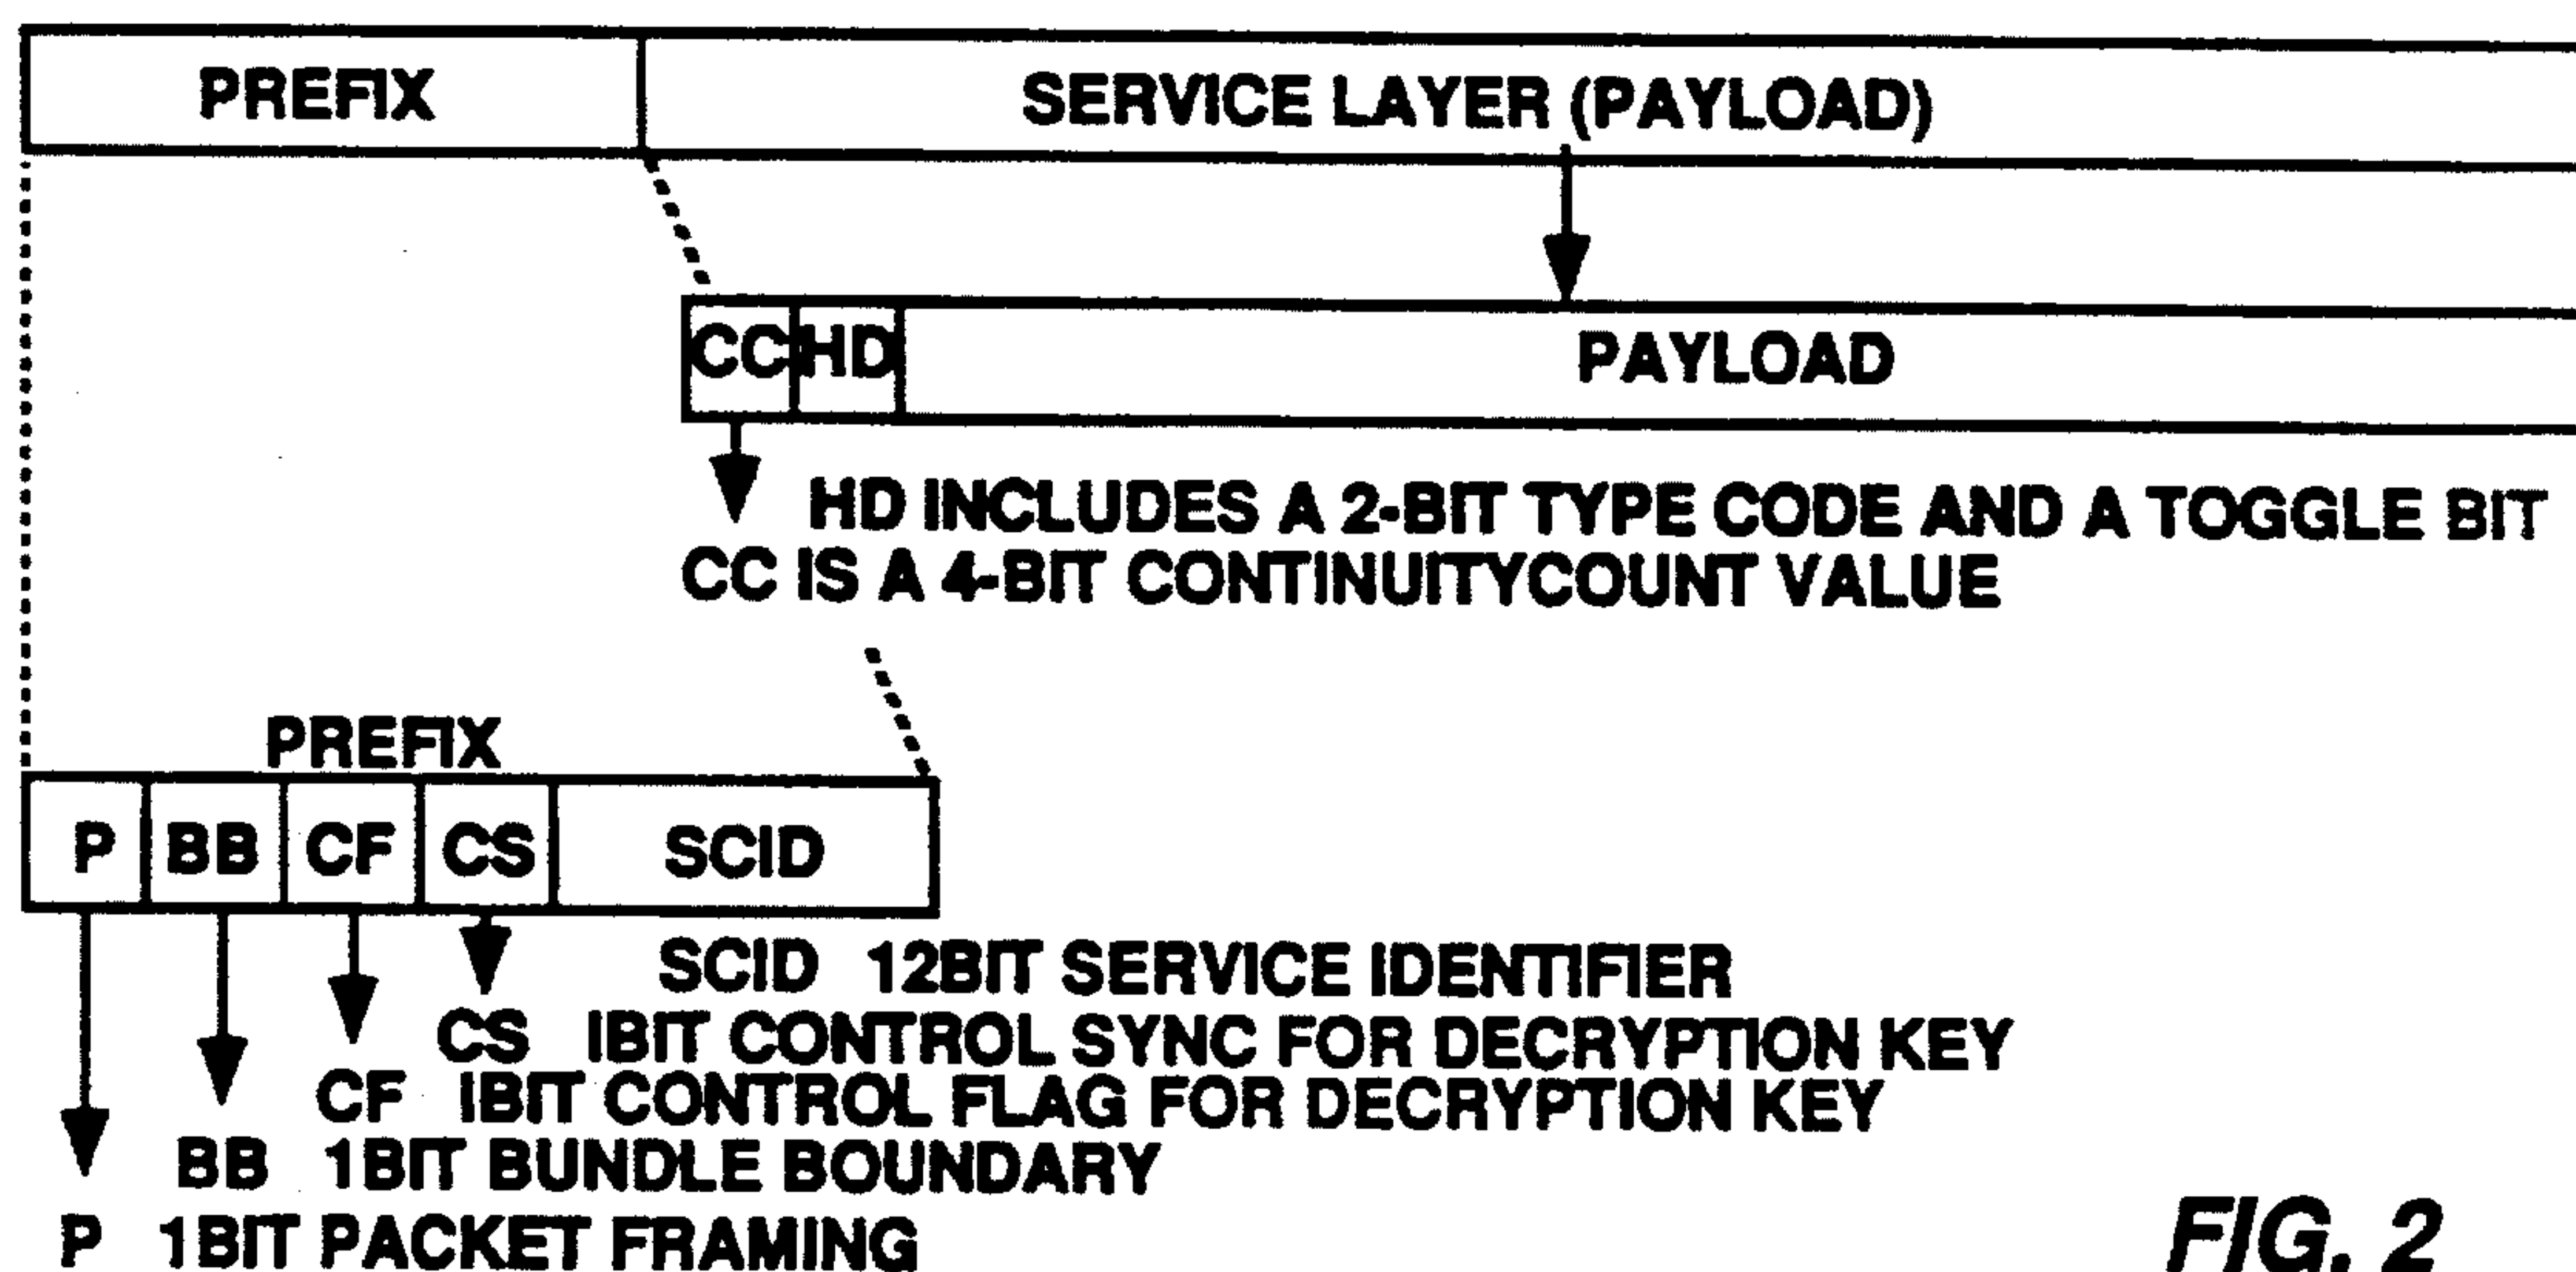 PREFIX SERVICE LAYER (PAYLOAD)
CC HD PAYLOAD
HD INCLUDES A 2-BIT TYPE CODE AND A TOGGLE BIT
CC IS A 4-BIT CONTINUITYCOUNT VALUE
PREFIX
P BB CF CS SCID
SCID 12BIT SERVICE IDENTIFIER
CS IBIT CONTROL SYNC FOR DECRYPTION KEY
CF IBIT CONTROL FLAG FOR DECRYPTION KEY
BB 1BIT BUNDLE BOUNDARY
P 1BIT PACKET FRAMING
FIG. 2